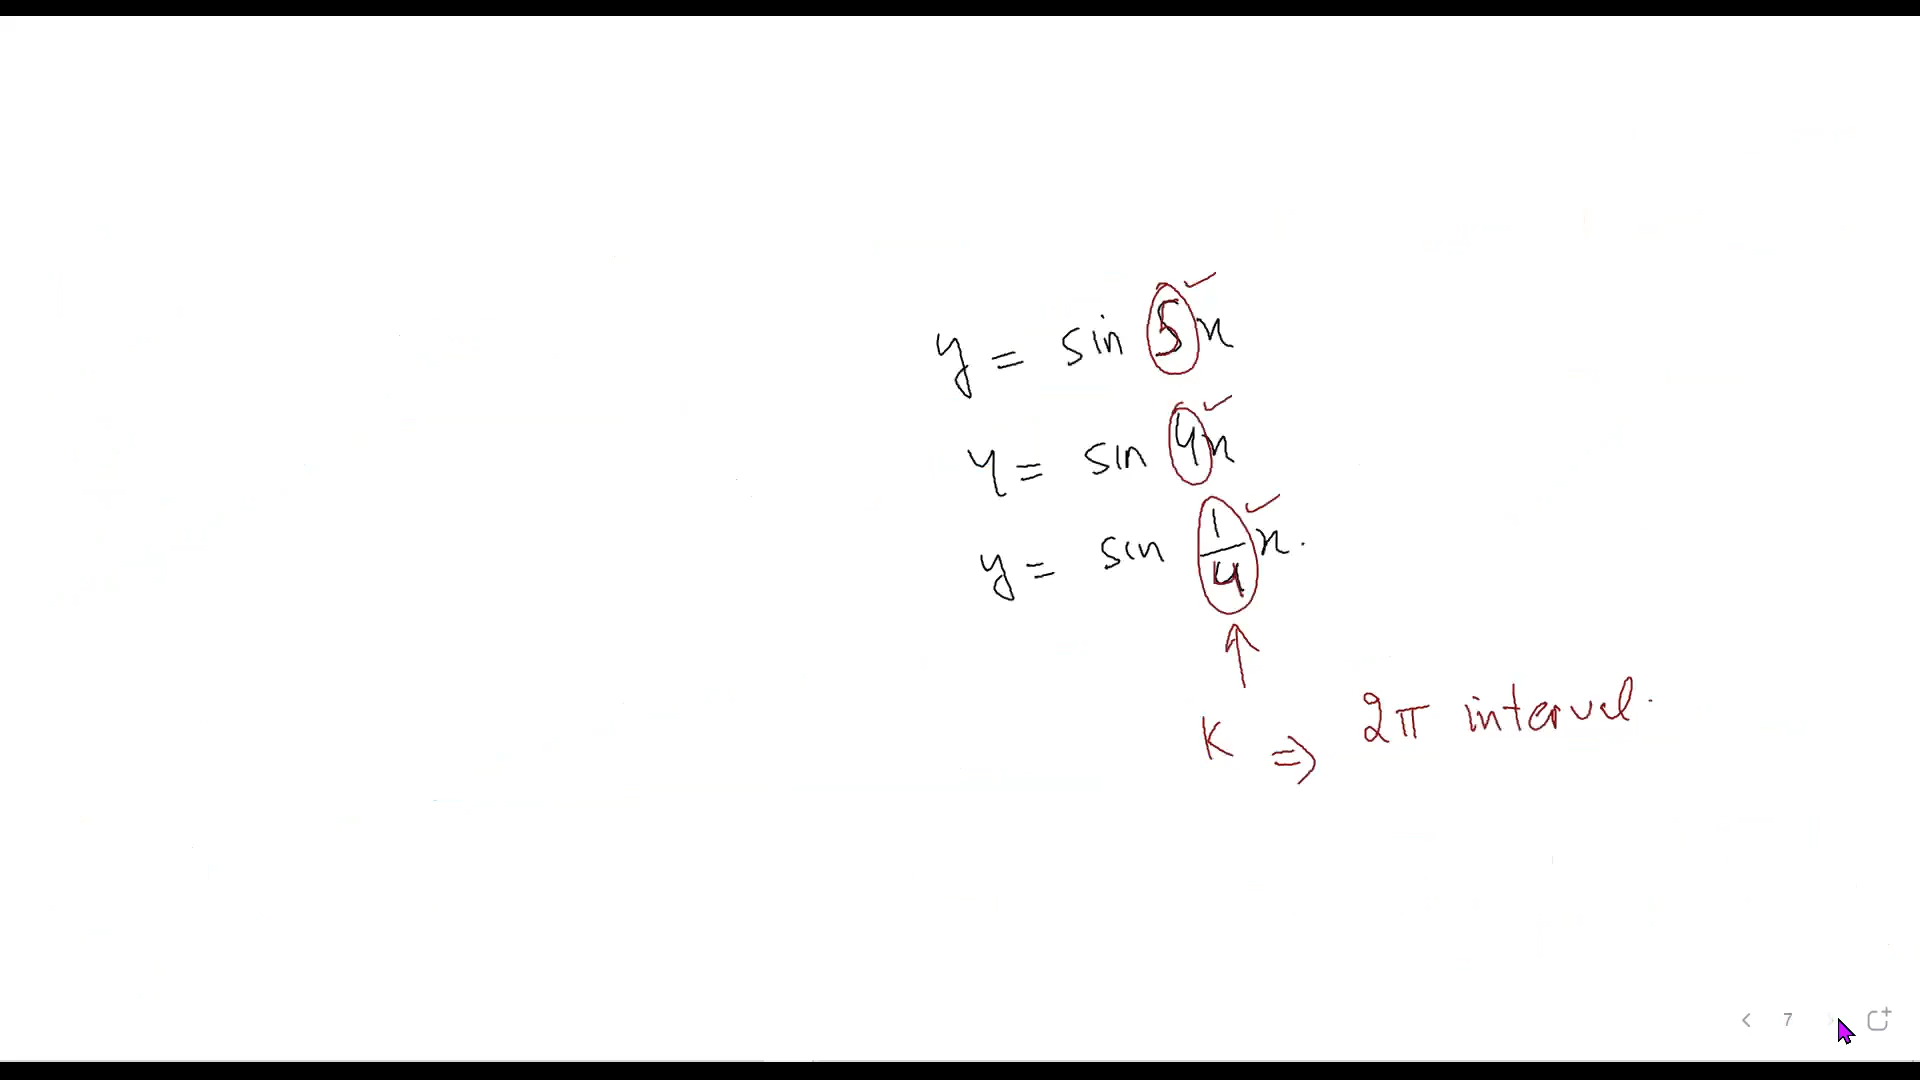 y = sin 5x
y = sin 4x
y = sin 1/4 x.
K ⇒ 2π interval.
7